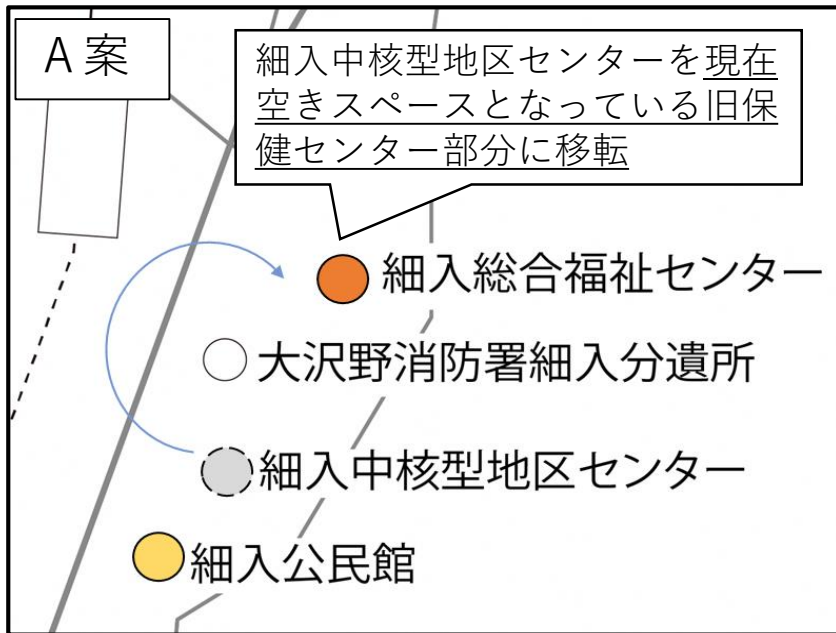 A案
細入中核型地区センターを現在
空きスペースとなっている旧保
健センター部分に移転
細入総合福祉センター
大沢野消防署細入分遣所
細入中核型地区センター
細入公民館